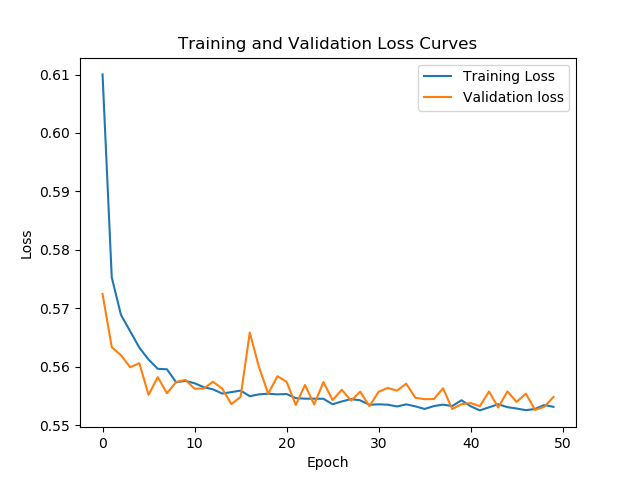 Training and Validation Loss Curves
Training Loss
Validation loss
Loss
0.61
0.60
0.59
0.58
0.57
0.56
0.55
0 10 20 30 40 50
Epoch